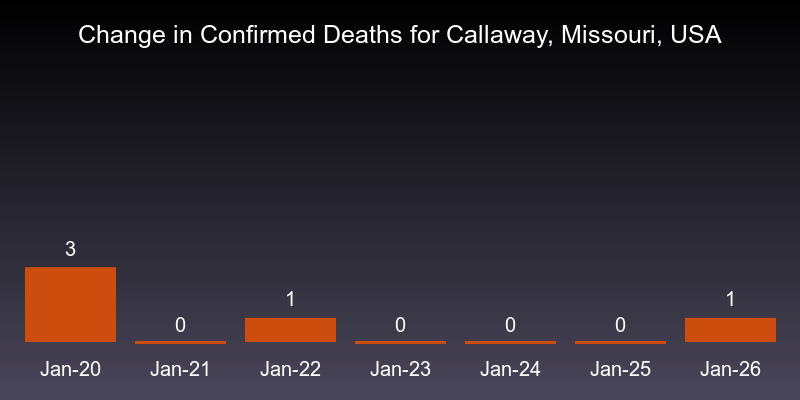 Change in Confirmed Deaths for Callaway, Missouri, USA
3
0
1
0
0
0
1
Jan-20
Jan-21
Jan-22
Jan-23
Jan-24
Jan-25
Jan-26